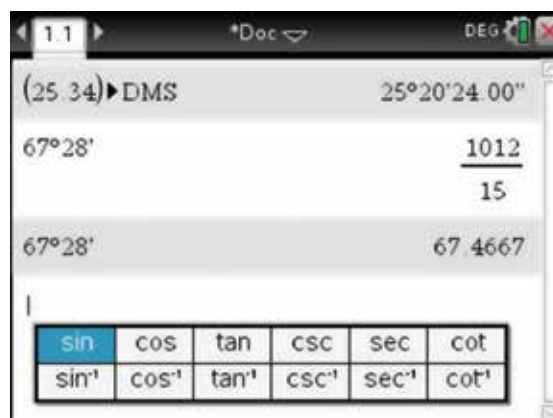 1.1 *Doc DEG
(25.34)▶DMS 25°20'24.00"
67°28' 1012
15
67°28' 67.4667
sin cos tan csc sec cot
sin⁻¹ cos⁻¹ tan⁻¹ csc⁻¹ sec⁻¹ cot⁻¹